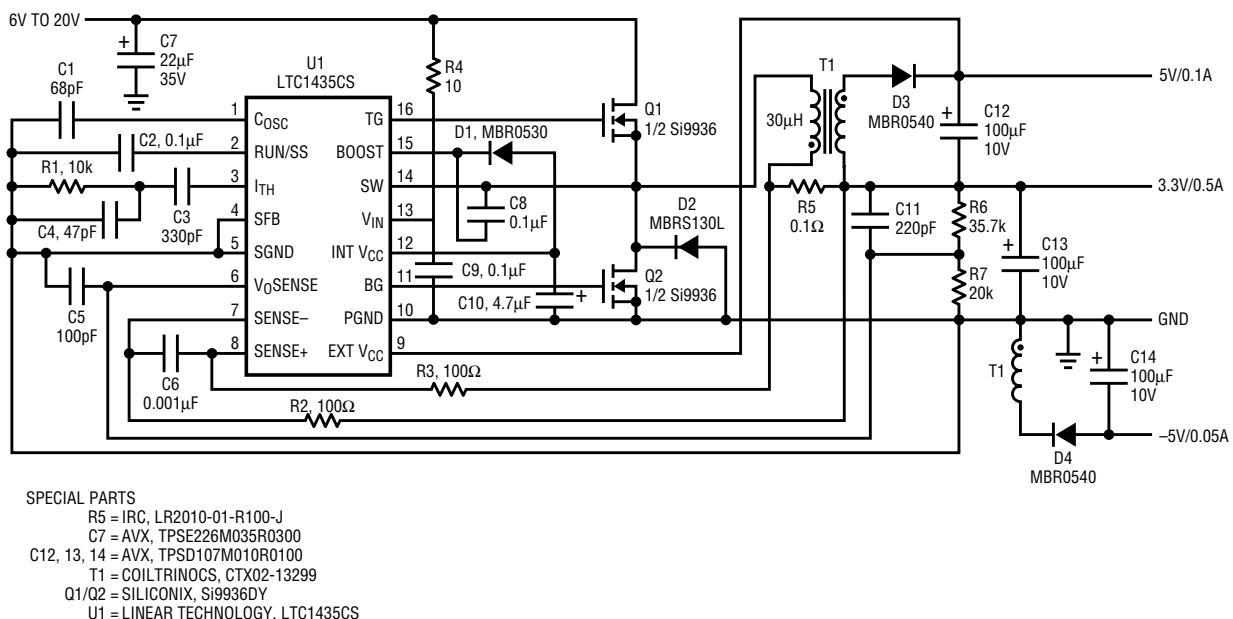 6V TO 20V
+
C7
22µF
35V
C1
68pF
U1
LTC1435CS
R4
10
T1
5V/0.1A
D3
MBR0540
+
C12
100µF
10V
30µH
1
COSC
TG
16
Q1
1/2 Si9936
C2, 0.1µF
2
RUN/SS
BOOST
15
D1, MBR0530
R1, 10k
3
ITH
SW
14
3.3V/0.5A
C4, 47pF
C3
330pF
4
SFB
VIN
13
C8
0.1µF
D2
MBRS130L
R5
0.1Ω
C11
220pF
R6
35.7k
5
SGND
INT VCC
12
+
C13
100µF
10V
6
VOSENSE
BG
11
C9, 0.1µF
Q2
1/2 Si9936
R7
20k
C5
100pF
C10, 4.7µF
+
7
SENSE–
PGND
10
GND
8
SENSE+
EXT VCC
9
T1
+
C14
100µF
10V
C6
0.001µF
R3, 100Ω
R2, 100Ω
–5V/0.05A
D4
MBR0540
SPECIAL PARTS
R5 = IRC, LR2010-01-R100-J
C7 = AVX, TPSE226M035R0300
C12, 13, 14 = AVX, TPSD107M010R0100
T1 = COILTRINOCS, CTX02-13299
Q1/Q2 = SILICONIX, Si9936DY
U1 = LINEAR TECHNOLOGY, LTC1435CS